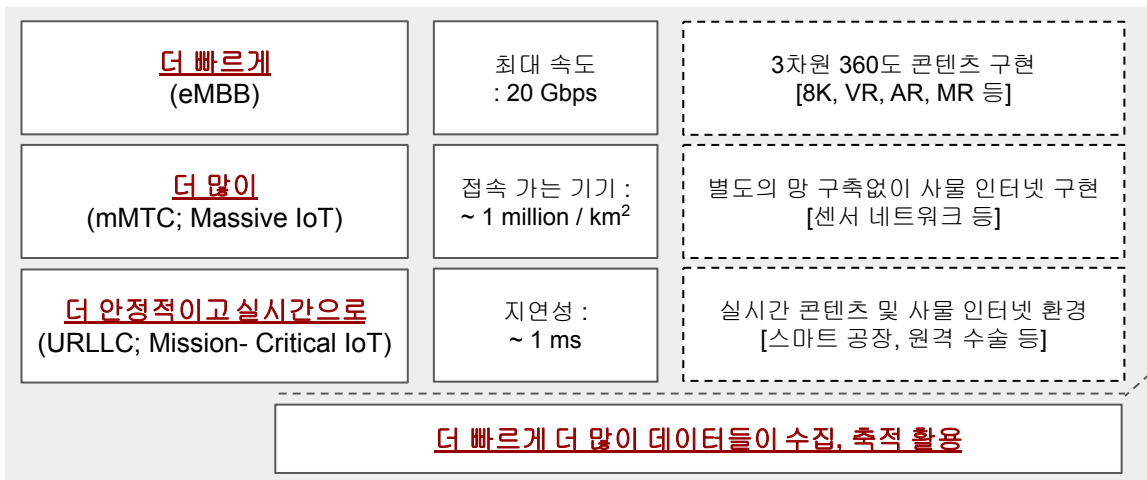 더 빠르게
(eMBB)
최대 속도
: 20 Gbps
3차원 360도 콘텐츠 구현
[8K, VR, AR, MR 등]
더 많이
(mMTC; Massive IoT)
접속 가는 기기 :
~ 1 million / km²
별도의 망 구축없이 사물 인터넷 구현
[센서 네트워크 등]
더 안정적이고 실시간으로
(URLLC; Mission- Critical IoT)
지연성 :
~ 1 ms
실시간 콘텐츠 및 사물 인터넷 환경
[스마트 공장, 원격 수술 등]
더 빠르게 더 많이 데이터들이 수집, 축적 활용